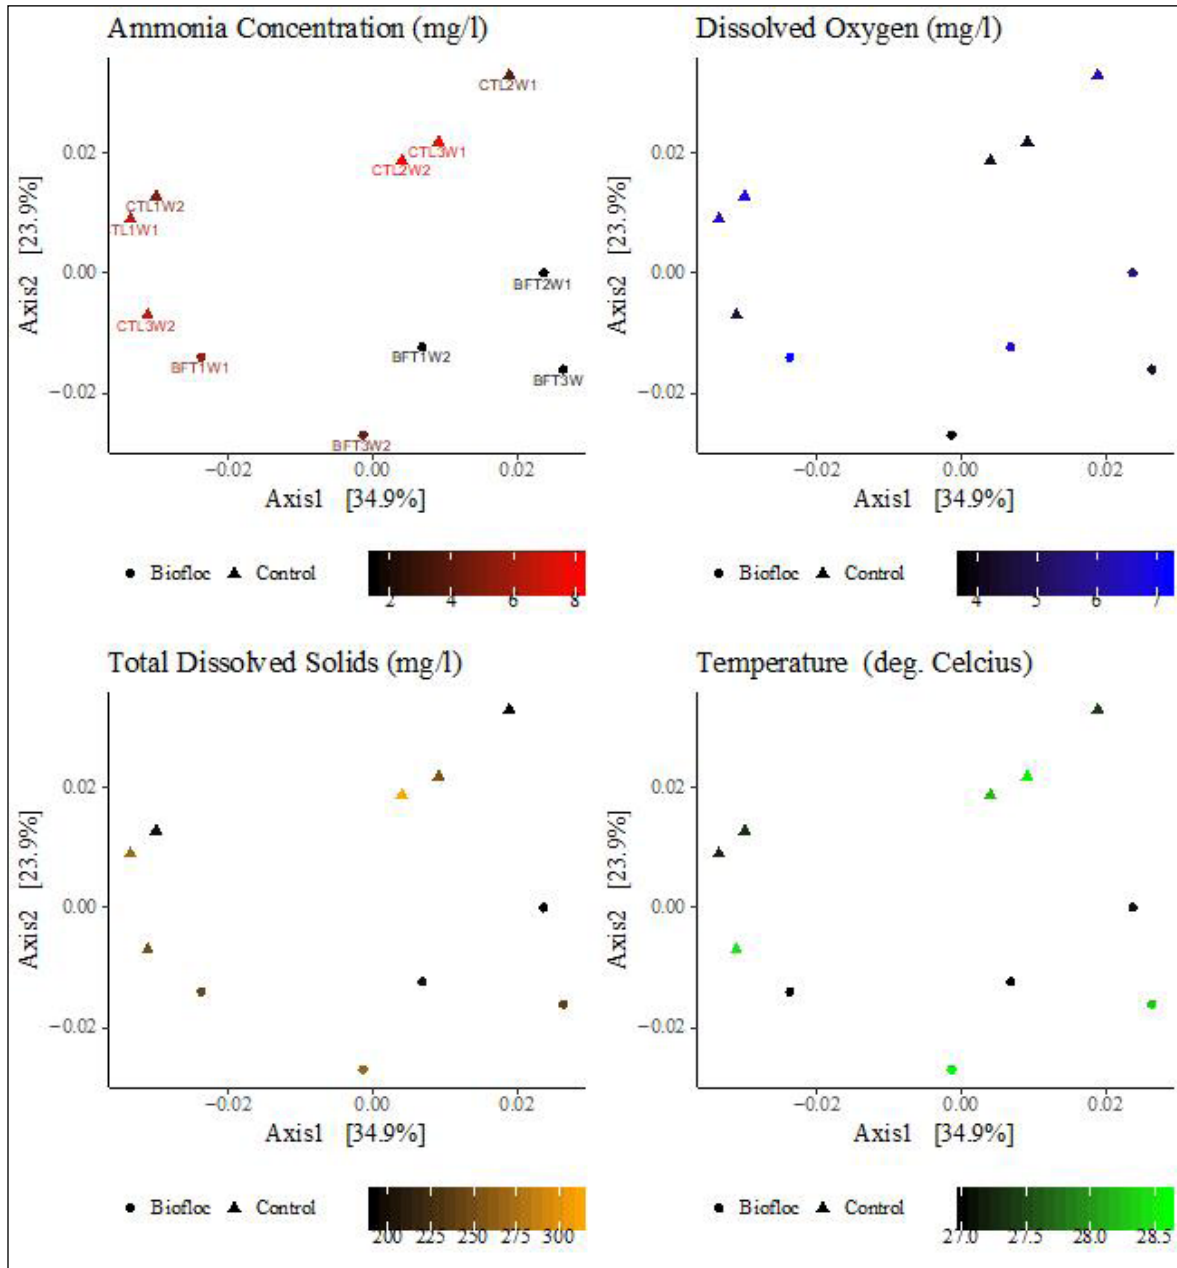 Ammonia Concentration (mg/l)
Dissolved Oxygen (mg/l)
CTL2W1
CTL3W1
CTL2W2
CTL1W2
TL1W1
CTL3W2
BFT2W1
BFT1W2
BFT1W1
BFT3W
BFT3W2
0.02
0.00
−0.02
Axis2 [23.9%]
−0.02 0.00 0.02
Axis1 [34.9%]
0.02
0.00
−0.02
Axis2 [23.9%]
−0.02 0.00 0.02
Axis1 [34.9%]
Biofloc Control
2 4 6 8
Biofloc Control
4 5 6 7
Total Dissolved Solids (mg/l)
Temperature (deg. Celcius)
0.02
0.00
−0.02
Axis2 [23.9%]
−0.02 0.00 0.02
Axis1 [34.9%]
0.02
0.00
−0.02
Axis2 [23.9%]
−0.02 0.00 0.02
Axis1 [34.9%]
Biofloc Control
200 225 250 275 300
Biofloc Control
27.0 27.5 28.0 28.5